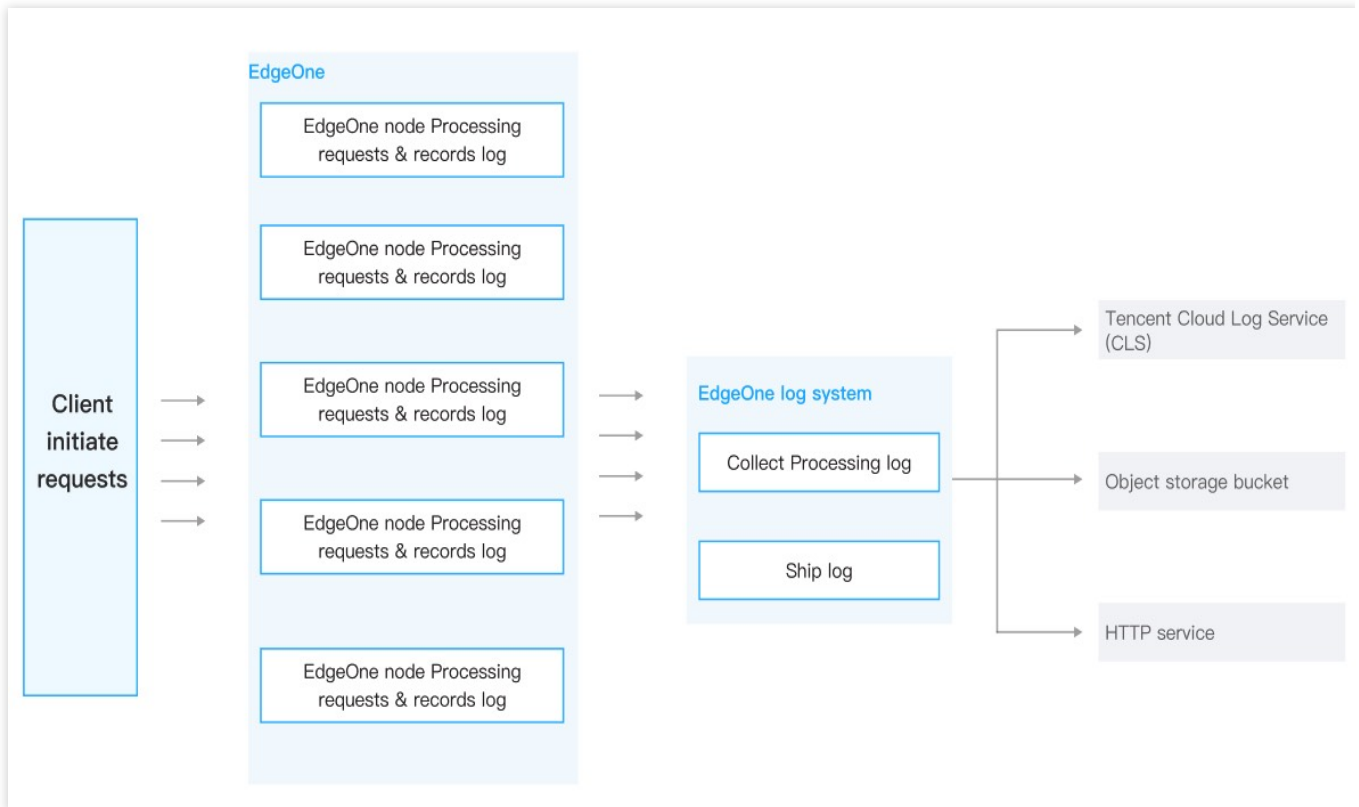 EdgeOne
EdgeOne node Processing
requests & records log
EdgeOne node Processing
requests & records log
EdgeOne node Processing
requests & records log
EdgeOne node Processing
requests & records log
EdgeOne node Processing
requests & records log
Client
initiate
requests
EdgeOne log system
Collect Processing log
Ship log
Tencent Cloud Log Service
(CLS)
Object storage bucket
HTTP service